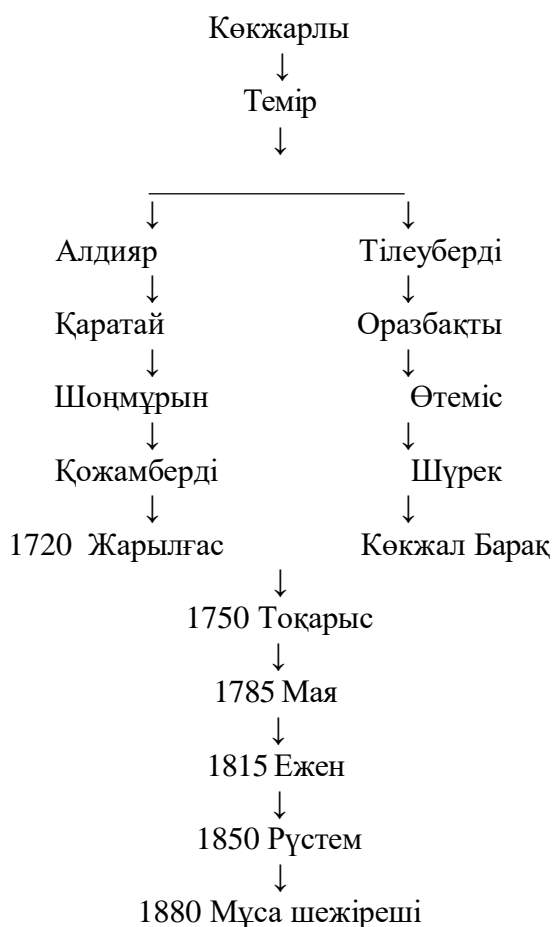 Көкжарлы
Темір
Алдияр Тілеуберді
Қаратай Оразбақты
Шоңмұрын Өтеміс
Қожамберді Шүрек
1720 Жарылғас Көкжал Барақ
1750 Тоқарыс
1785 Мая
1815 Ежен
1850 Рүстем
1880 Мұса шежіреші